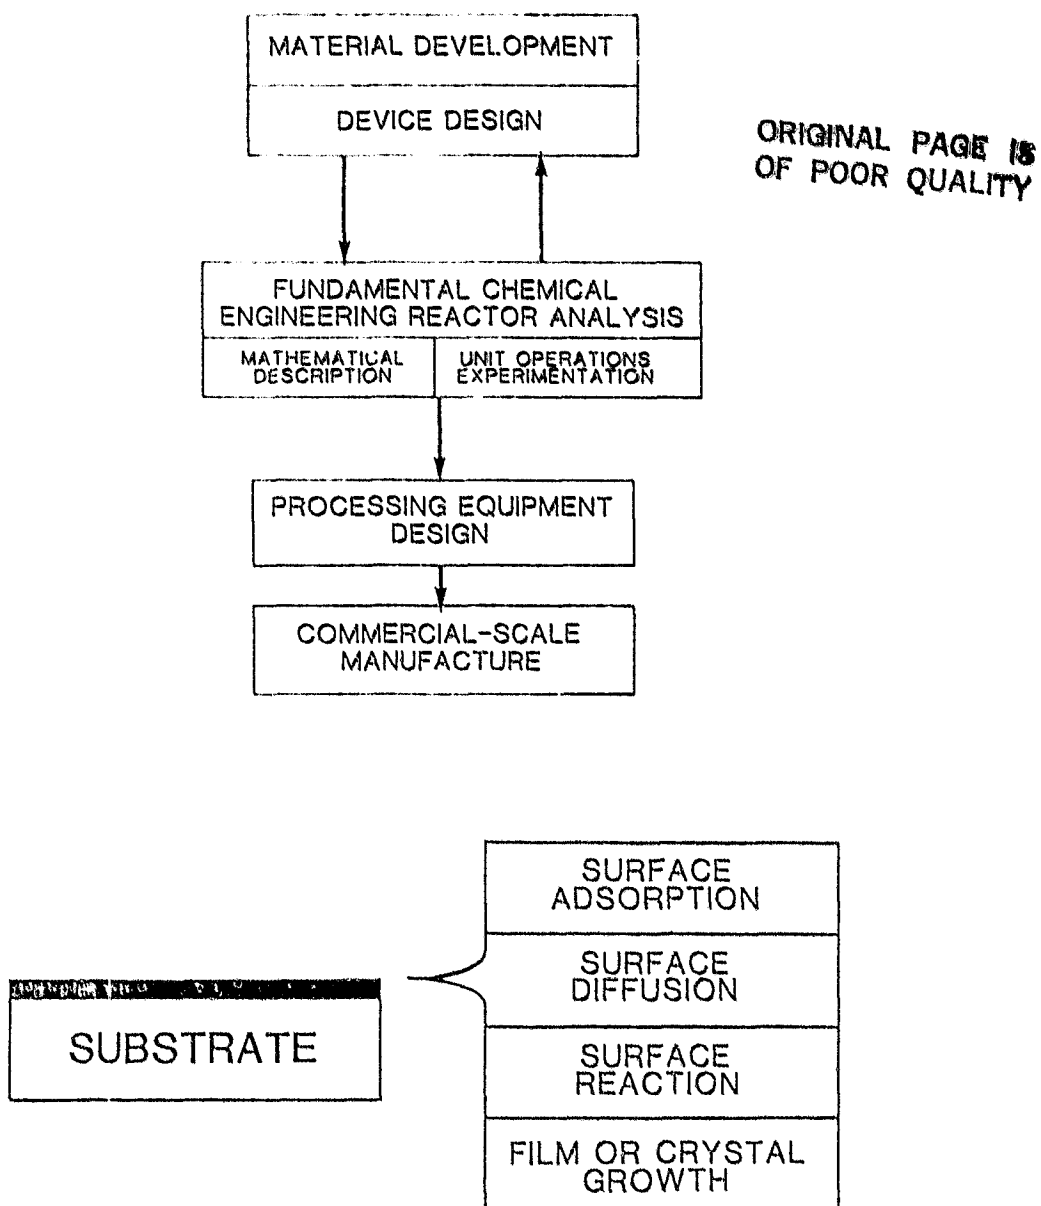 MATERIAL DEVELOPMENT
DEVICE DESIGN
ORIGINAL PAGE IS
OF POOR QUALITY
FUNDAMENTAL CHEMICAL
ENGINEERING REACTOR ANALYSIS
MATHEMATICAL
DESCRIPTION
UNIT OPERATIONS
EXPERIMENTATION
PROCESSING EQUIPMENT
DESIGN
COMMERCIAL-SCALE
MANUFACTURE
SURFACE
ADSORPTION
SURFACE
DIFFUSION
SUBSTRATE
SURFACE
REACTION
FILM OR CRYSTAL
GROWTH